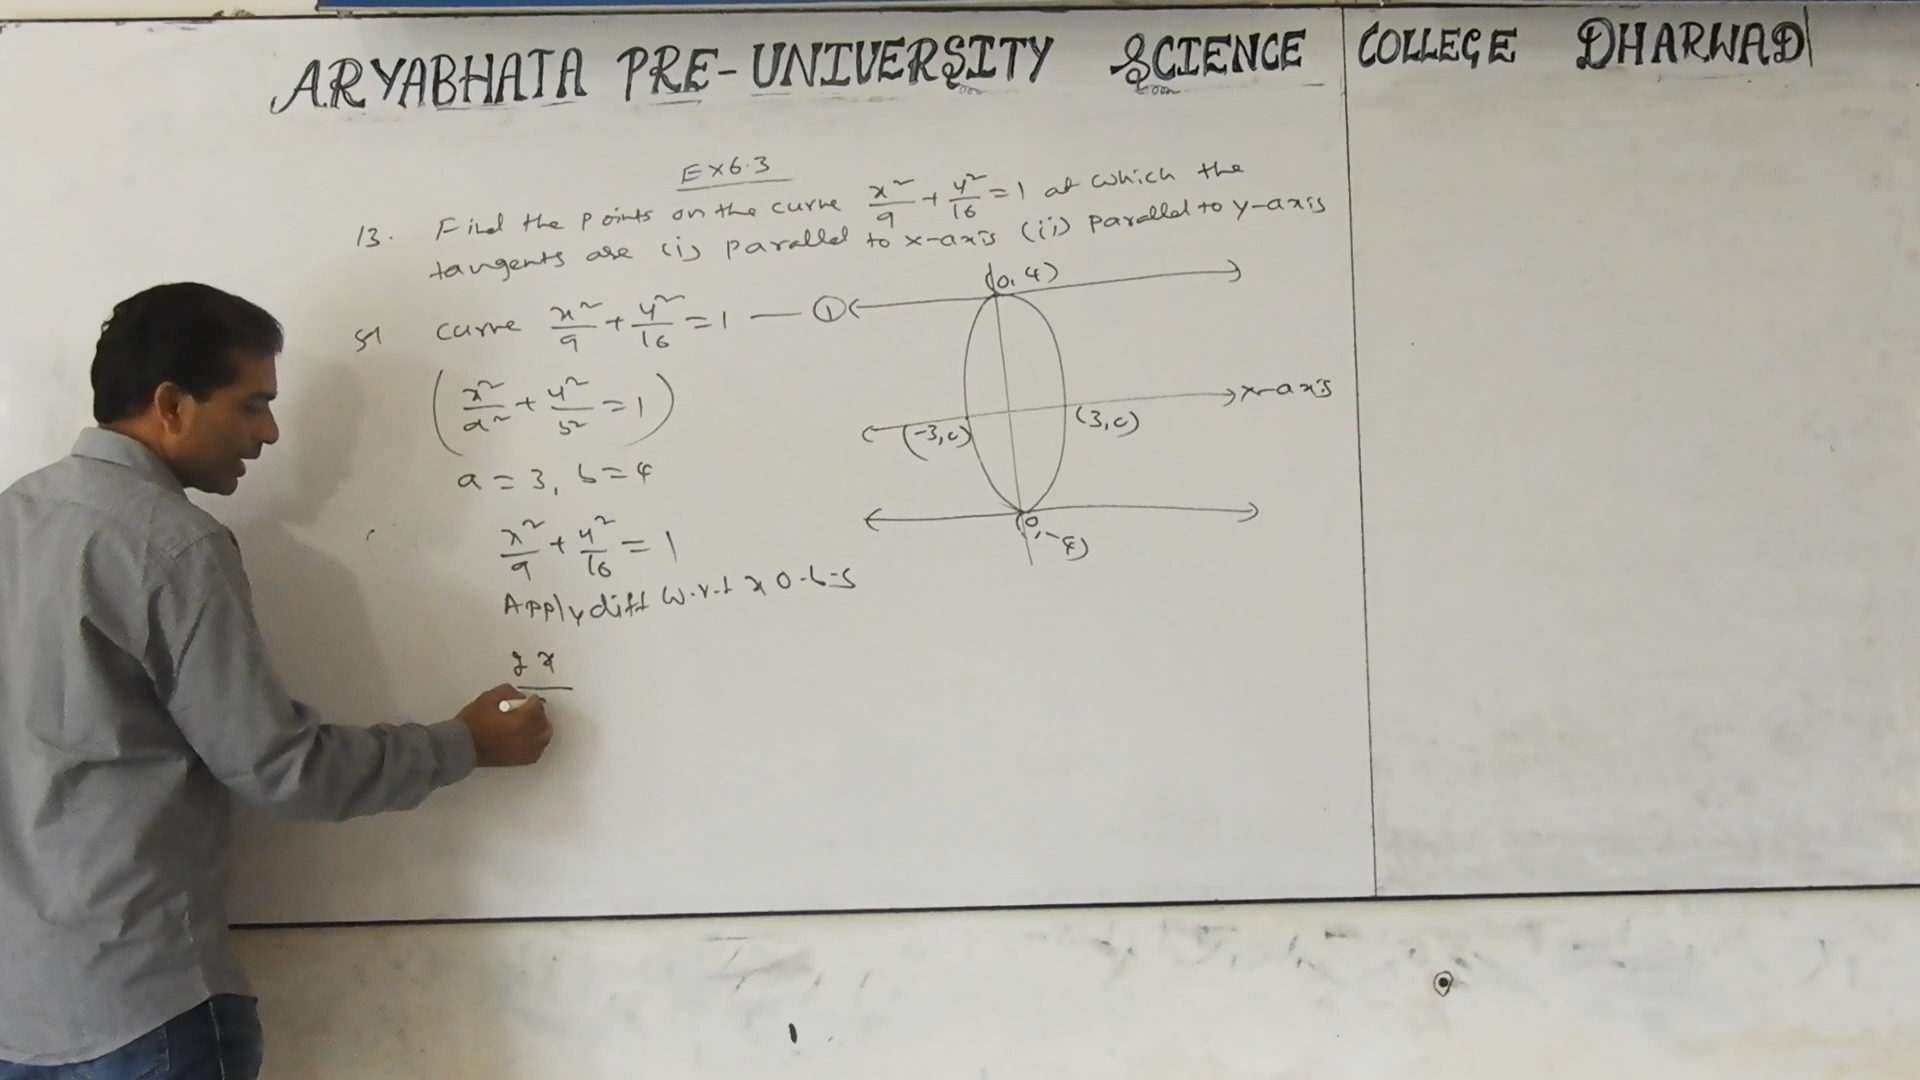 ARYABHATA PRE-UNIVERSITY SCIENCE COLLEGE DHARWAD
EX 6.3
13. Find the points on the curve x²/9 + y²/16 = 1 at which the
tangents are (i) parallel to x-axis (ii) parallel to y-axis
curve x²/9 + y²/16 = 1 — ①
(x²/a² + y²/b² = 1)
a = 3, b = 4
x²/9 + y²/16 = 1
Apply diff w.r.t x o.b.s
2x
(0, 4)
x-axis
(-3, 0)
(3, 0)
(0, -4)